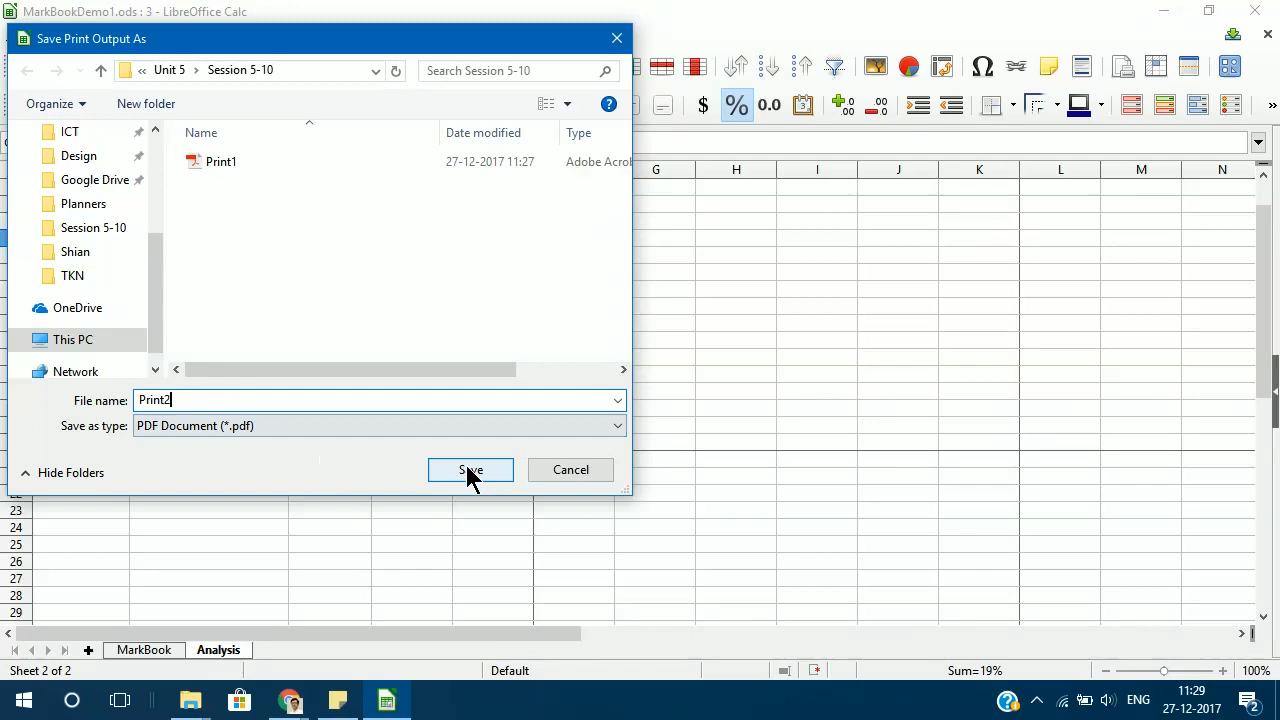 MarkBookDemo1.ods : 3 - LibreOffice Calc
Save Print Output As
« Unit 5 › Session 5-10
Search Session 5-10
Organize
New folder
$ % 0.0
Name
Date modified
Type
ICT
Design
Google Drive
Planners
Session 5-10
Shian
TKN
OneDrive
This PC
Network
Print1
27-12-2017 11:27
Adobe Acrob
File name:
Print2
Save as type:
PDF Document (*.pdf)
Hide Folders
Save
Cancel
G H I J K L M N
23
24
25
26
27
28
29
MarkBook
Analysis
Sheet 2 of 2
Default
Sum=19%
100%
ENG
11:29
27-12-2017
2